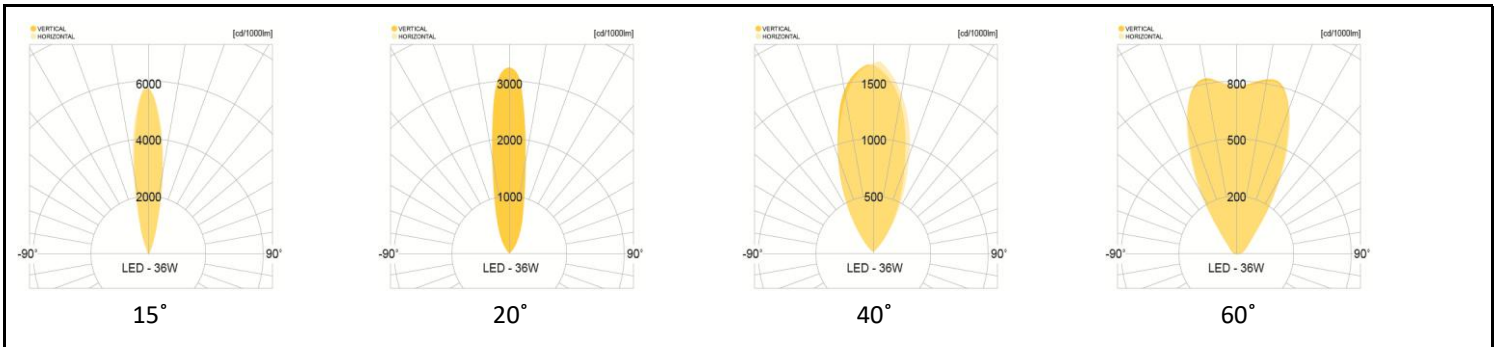 VERTICAL
HORIZONTAL
[cd/1000lm]
6000
4000
2000
-90°
90°
LED - 36W
15°
VERTICAL
HORIZONTAL
[cd/1000lm]
3000
2000
1000
-90°
90°
LED - 36W
20°
VERTICAL
HORIZONTAL
[cd/1000lm]
1500
1000
500
-90°
90°
LED - 36W
40°
VERTICAL
HORIZONTAL
[cd/1000lm]
800
500
200
-90°
90°
LED - 36W
60°